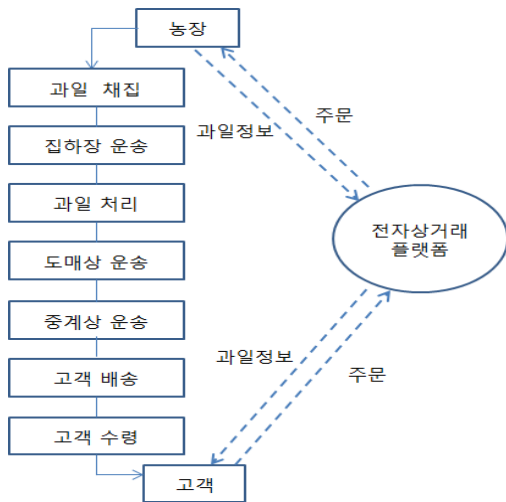 농장
과일 채집
주문
과일정보
집하장 운송
과일 처리
전자상거래
플랫폼
도매상 운송
중계상 운송
과일정보
고객 배송
주문
고객 수령
고객